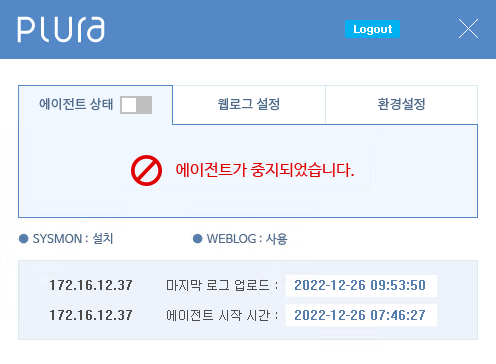 PLURA
Logout
에이전트 상태 웹로그 설정 환경설정
에이전트가 중지되었습니다.
SYSMON : 설치 WEBLOG : 사용
172.16.12.37 마지막 로그 업로드 : 2022-12-26 09:53:50
172.16.12.37 에이전트 시작 시간 : 2022-12-26 07:46:27